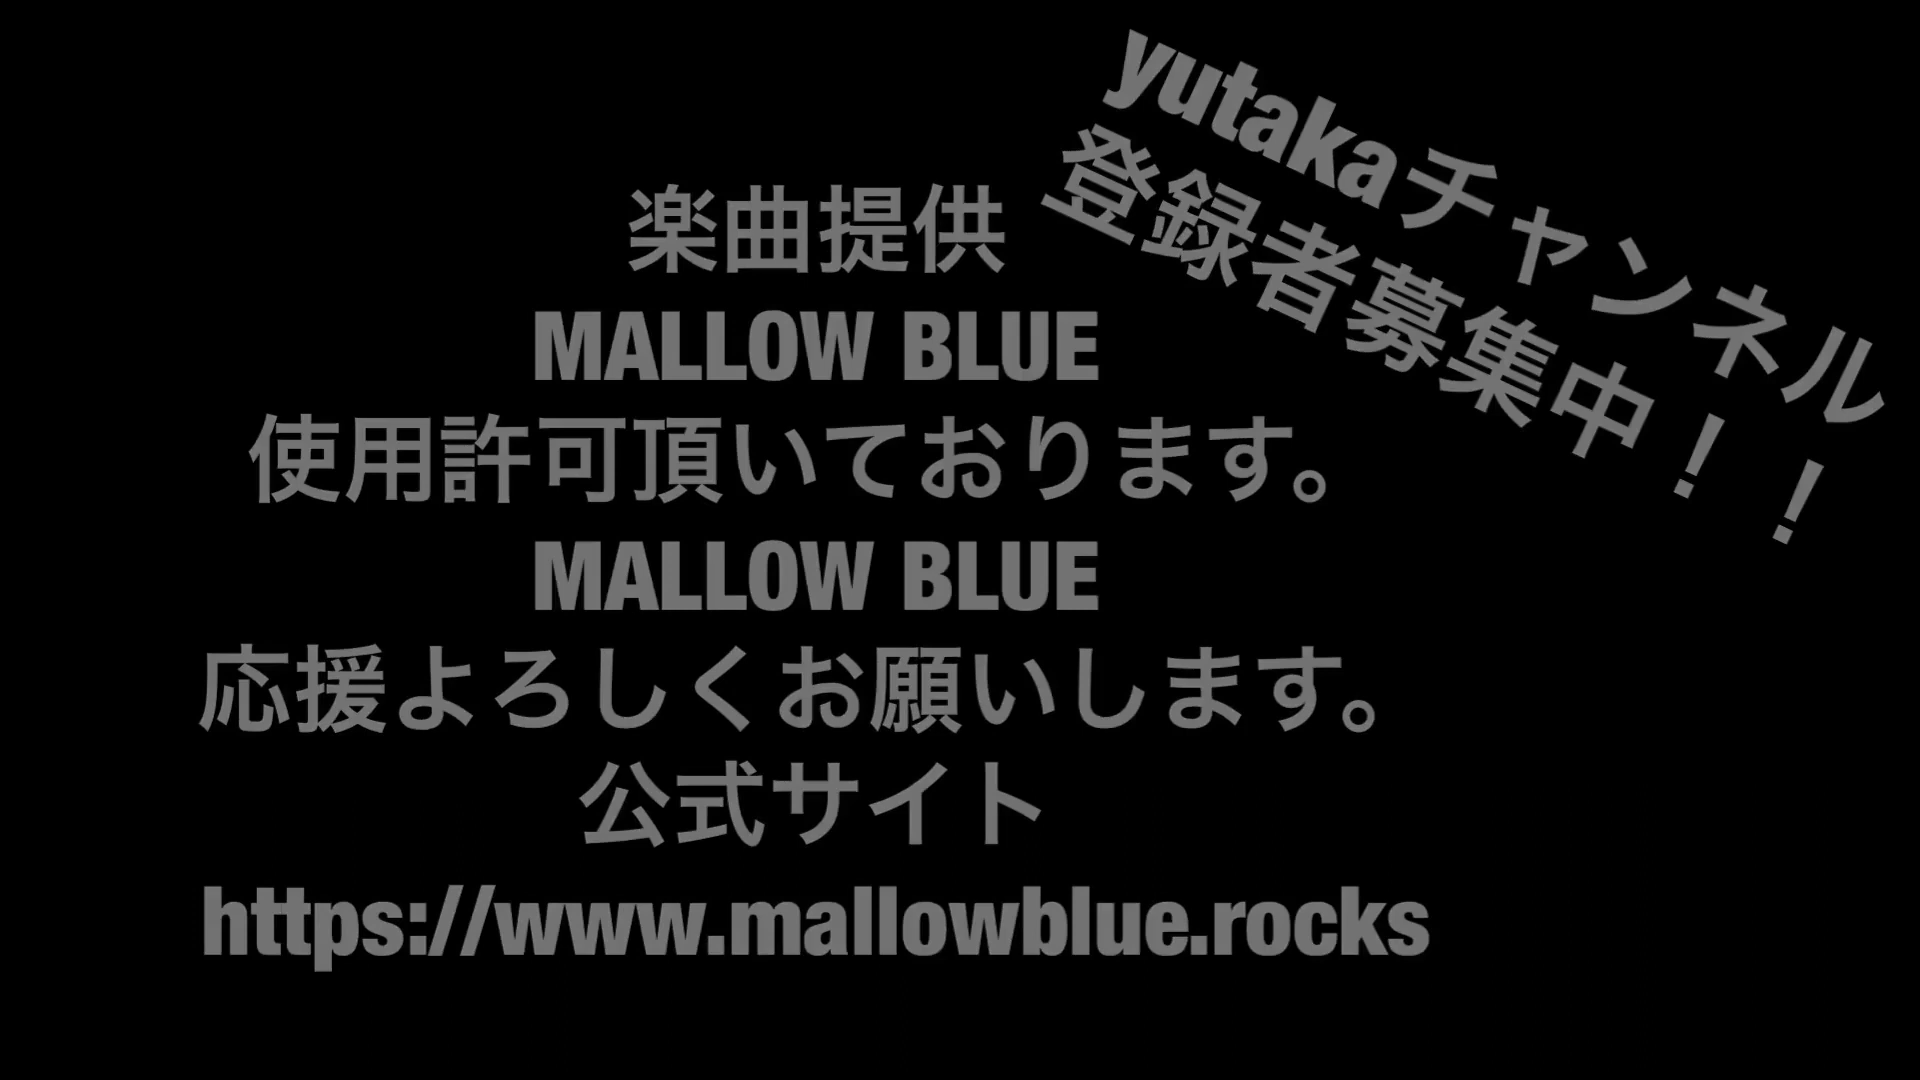 yutakaチャンネル
登録者募集中！！
楽曲提供
MALLOW BLUE
使用許可頂いております。
MALLOW BLUE
応援よろしくお願いします。
公式サイト
https://www.mallowblue.rocks